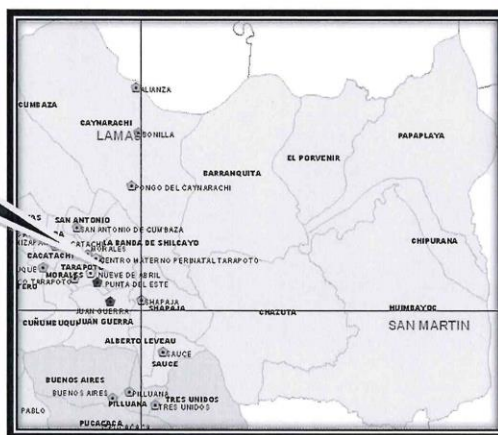 ALIANZA
CUMBAZA
CAYNARACHI
LAMAS
BONILLA
PAPAPLAYA
EL PORVENIR
BARRANQUITA
PONGO DEL CAYNARACHI
SAN ANTONIO
SAN ANTONIO DE CUMBAZA
CHIPURANA
LA BANDA DE SHILCAYO
MORALES
CENTRO MATERNO PERINATAL TARAPOTO
CACATACHI
TARAPOTO
NUEVE DE ABRIL
MORALES
PUNTA DEL ESTE
SHAPAJA
SHAPAJA
JUAN GUERRA
JUAN GUERRA
CHAZUTA
HUIMBAYOC
SAN MARTIN
ALBERTO LEVEAU
SAUCE
SAUCE
BUENOS AIRES
BUENOS AIRES
PILLUANA
PILLUANA
TRES UNIDOS
TRES UNIDOS
PABLO
PUCACACA